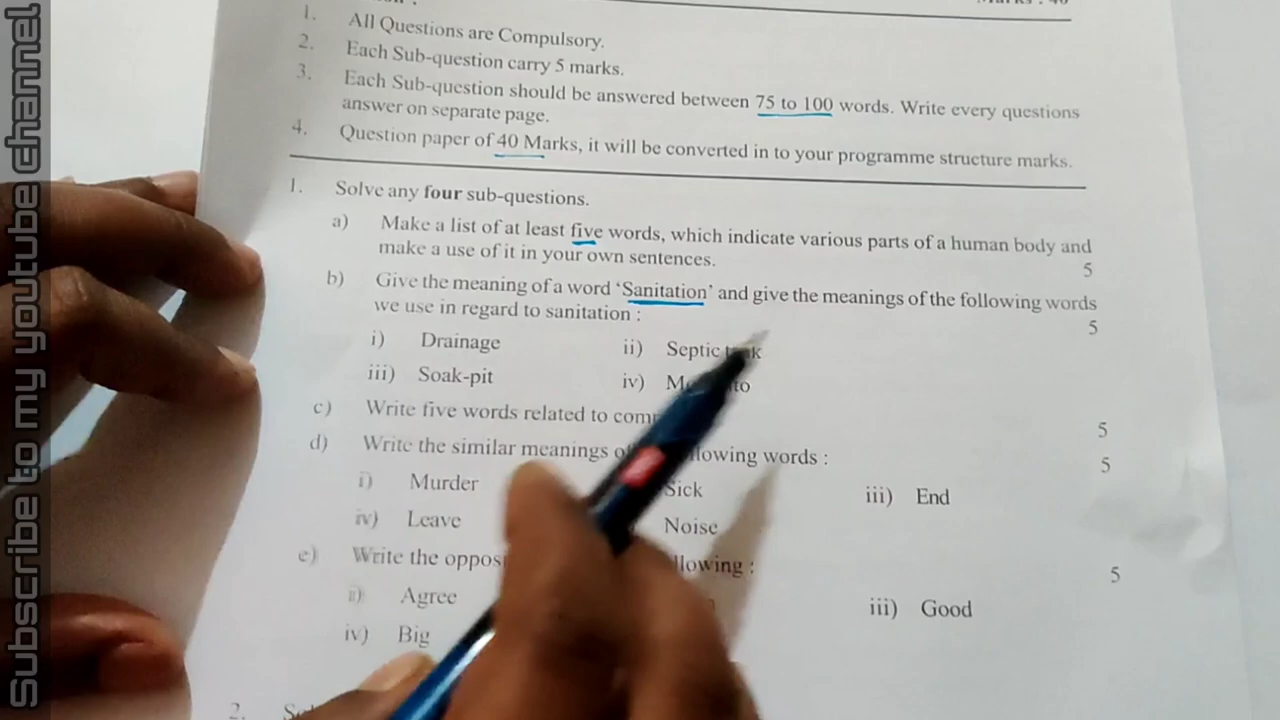 Subscribe to my youtube channel
1. All Questions are Compulsory.
2. Each Sub-question carry 5 marks.
3. Each Sub-question should be answered between 75 to 100 words. Write every questions
answer on separate page.
4. Question paper of 40 Marks, it will be converted in to your programme structure marks.
1. Solve any four sub-questions.
a) Make a list of at least five words, which indicate various parts of a human body and
make a use of it in your own sentences. 5
b) Give the meaning of a word ‘Sanitation’ and give the meanings of the following words
we use in regard to sanitation : 5
i) Drainage ii) Septic
iii) Soak-pit iv)
c) Write five words related to 5
d) Write the similar meanings words : 5
i) Murder Sick iii) End
iv) Leave Noise
e) Write the : 5
Agree iii) Good
iv) Big
2.